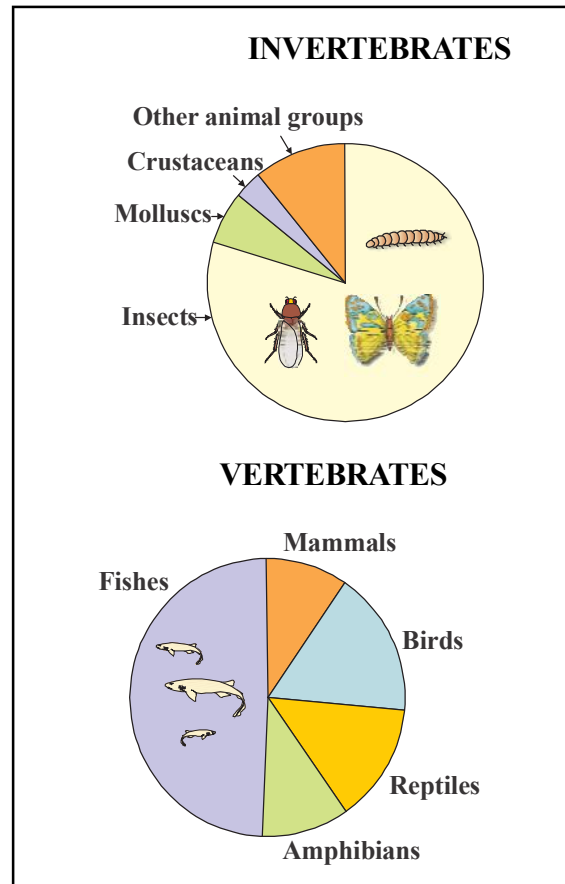 INVERTEBRATES
Other animal groups
Crustaceans
Molluscs
Insects
VERTEBRATES
Mammals
Fishes
Birds
Reptiles
Amphibians